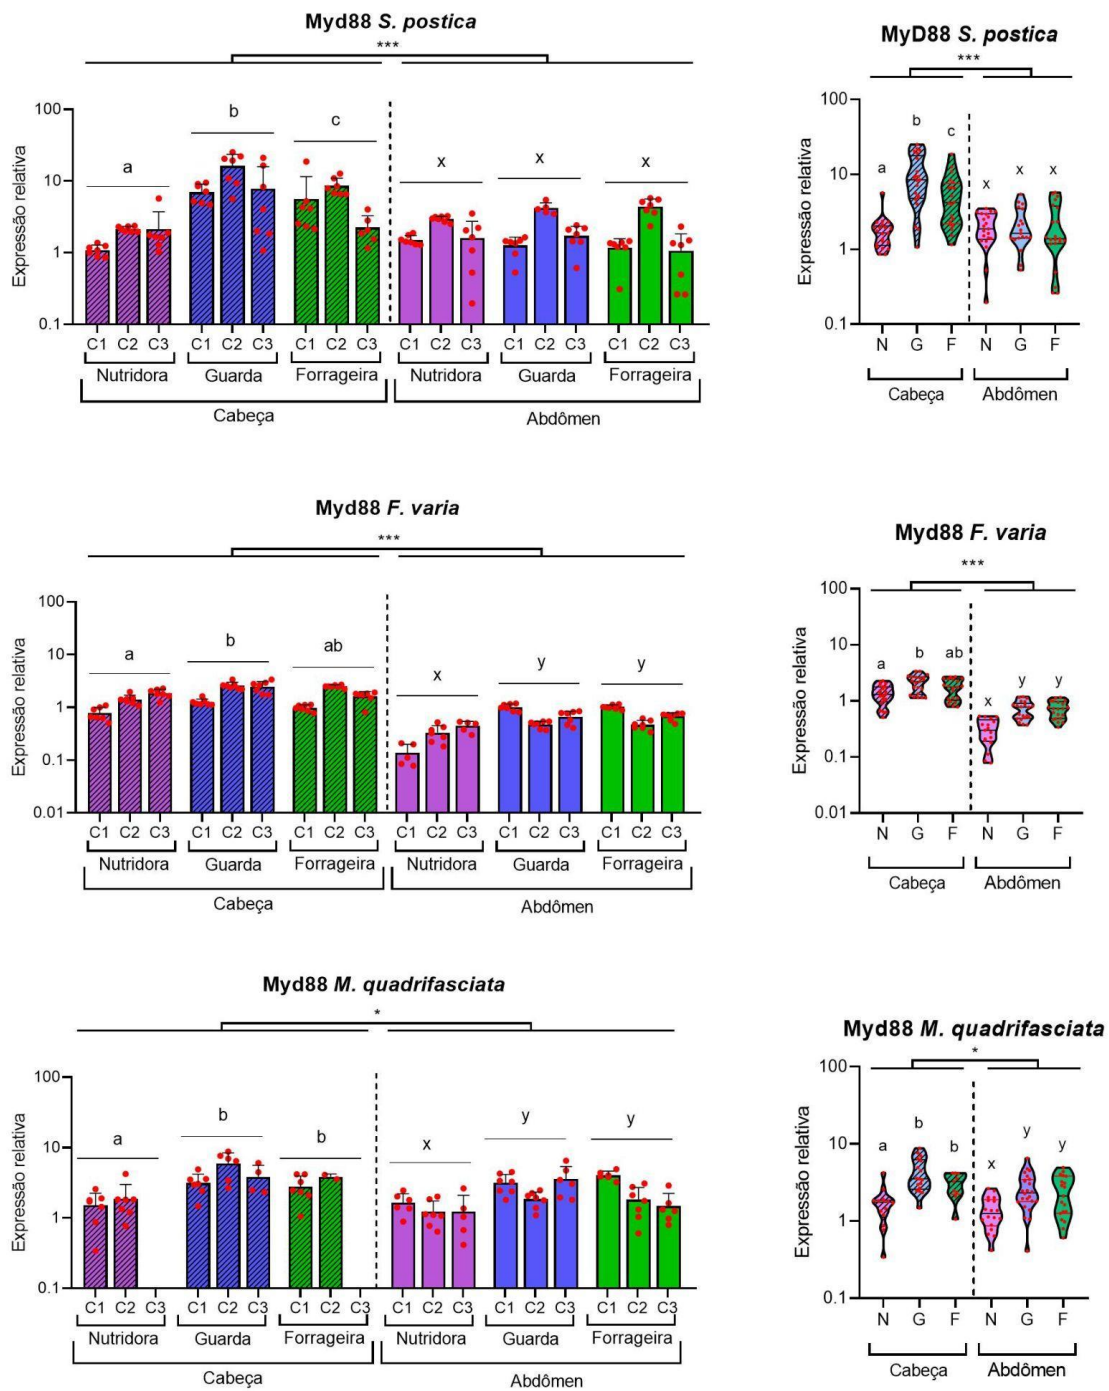 Myd88 S. postica
***
Expressão relativa
100
10
1
0.1
a
b
c
x
x
x
C1 C2 C3 C1 C2 C3 C1 C2 C3 C1 C2 C3 C1 C2 C3 C1 C2 C3
Nutridora Guarda Forrageira Nutridora Guarda Forrageira
Cabeça Abdômen
MyD88 S. postica
***
Expressão relativa
100
10
1
0.1
a
b
c
x
x
x
N G F N G F
Cabeça Abdômen
Myd88 F. varia
***
Expressão relativa
100
10
1
0.1
0.01
a
b
ab
x
y
y
C1 C2 C3 C1 C2 C3 C1 C2 C3 C1 C2 C3 C1 C2 C3 C1 C2 C3
Nutridora Guarda Forrageira Nutridora Guarda Forrageira
Cabeça Abdômen
Myd88 F. varia
***
Expressão relativa
100
10
1
0.1
0.01
a
b
ab
x
y
y
N G F N G F
Cabeça Abdômen
Myd88 M. quadrifasciata
*
Expressão relativa
100
10
1
0.1
a
b
b
x
y
y
C1 C2 C3 C1 C2 C3 C1 C2 C3 C1 C2 C3 C1 C2 C3 C1 C2 C3
Nutridora Guarda Forrageira Nutridora Guarda Forrageira
Cabeça Abdômen
Myd88 M. quadrifasciata
*
Expressão relativa
100
10
1
0.1
a
b
b
x
y
y
N G F N G F
Cabeça Abdômen